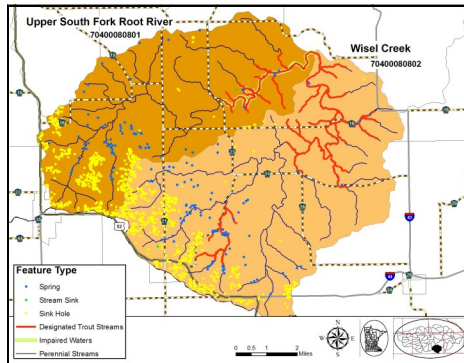 Upper South Fork Root River
70400080801
Wisel Creek
70400080802
52
Feature Type
Spring
Stream Sink
Sink Hole
Designated Trout Streams
Impaired Waters
Perennial Streams
0 0.5 1 2
Miles
44